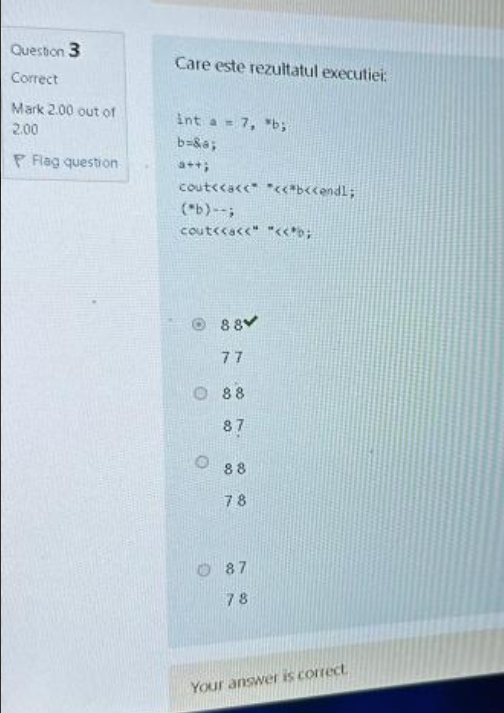 Question 3
Correct
Mark 2.00 out of
2.00
Flag question
Care este rezultatul executiei:
int a = 7, *b;
b=&a;
a++;
cout<<a<<" "<<*b<<endl;
(*b)--;
cout<<a<<" "<<*b;
8 8
7 7
8 8
8 7
8 8
7 8
8 7
7 8
Your answer is correct.